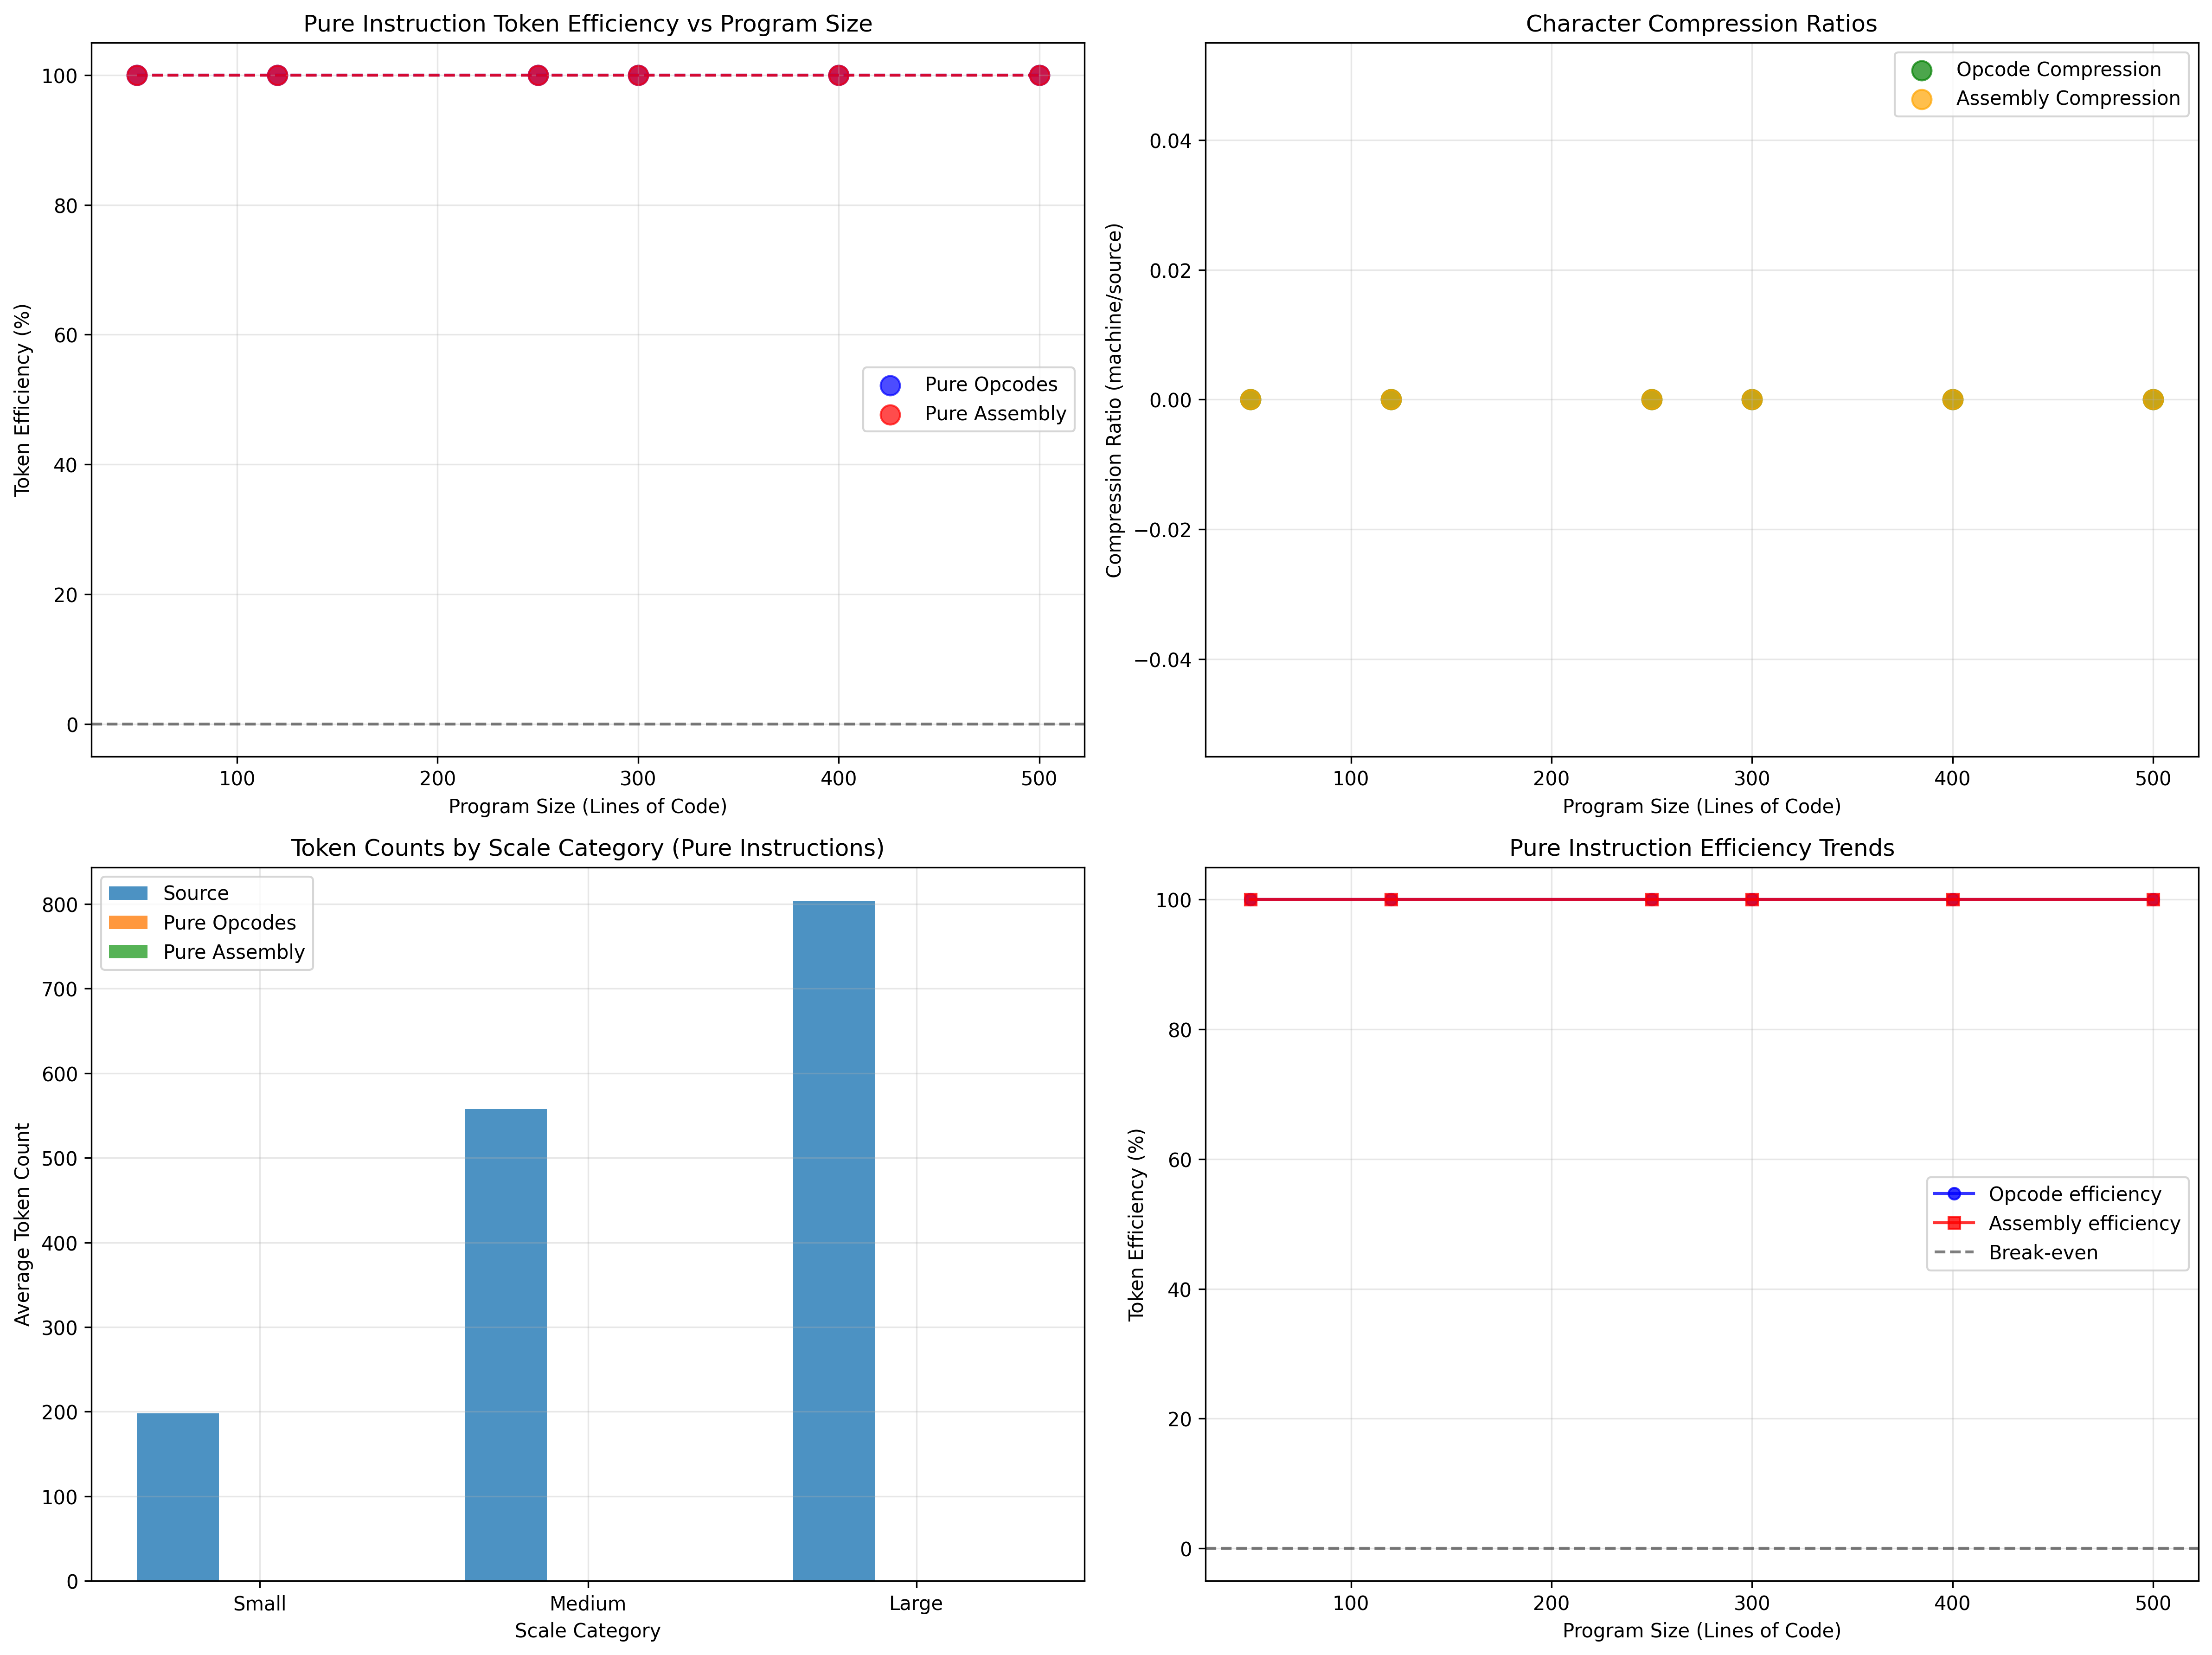 Pure Instruction Token Efficiency vs Program Size
Token Efficiency (%)
100
80
60
40
20
0
Pure Opcodes
Pure Assembly
100 200 300 400 500
Program Size (Lines of Code)
Character Compression Ratios
Compression Ratio (machine/source)
0.04
0.02
0.00
−0.02
−0.04
Opcode Compression
Assembly Compression
100 200 300 400 500
Program Size (Lines of Code)
Token Counts by Scale Category (Pure Instructions)
Average Token Count
800
700
600
500
400
300
200
100
0
Source
Pure Opcodes
Pure Assembly
Small Medium Large
Scale Category
Pure Instruction Efficiency Trends
Token Efficiency (%)
100
80
60
40
20
0
Opcode efficiency
Assembly efficiency
Break-even
100 200 300 400 500
Program Size (Lines of Code)